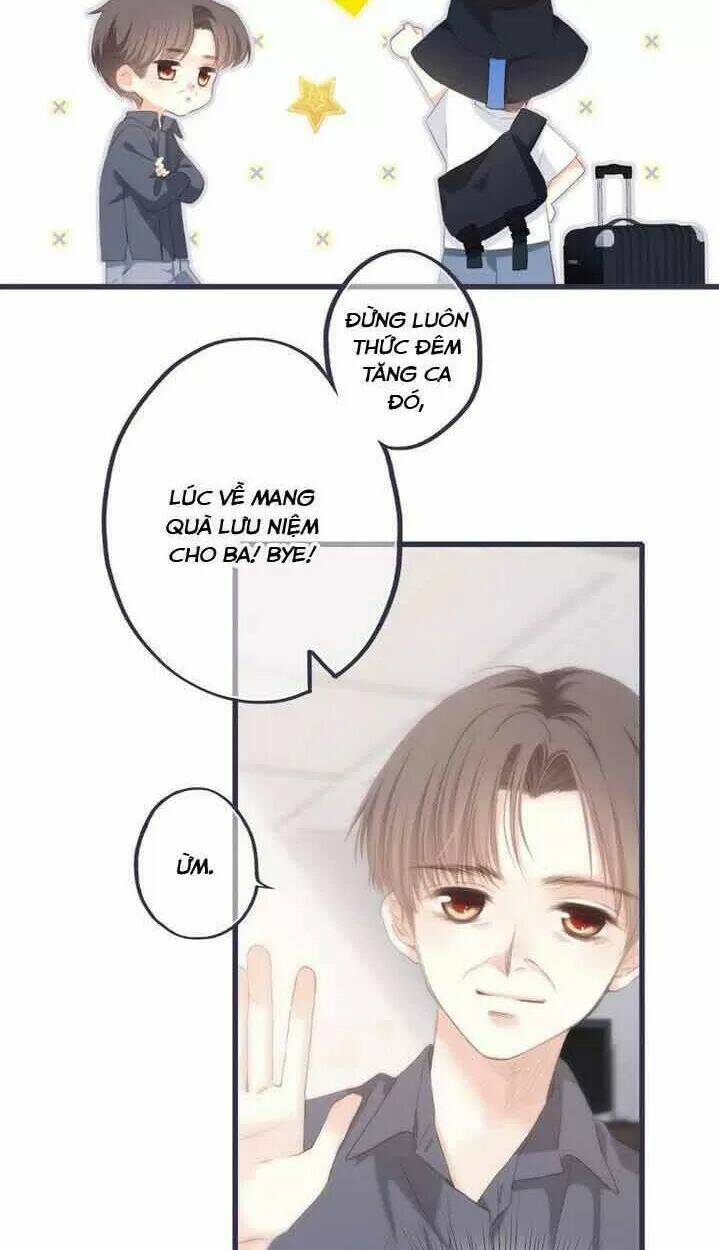 ĐỪNG LUÔN
THỨC ĐÊM
TĂNG CA
ĐÓ,
LÚC VỀ MANG
QUÀ LƯU NIỆM
CHO BA! BYE!
ỪM.